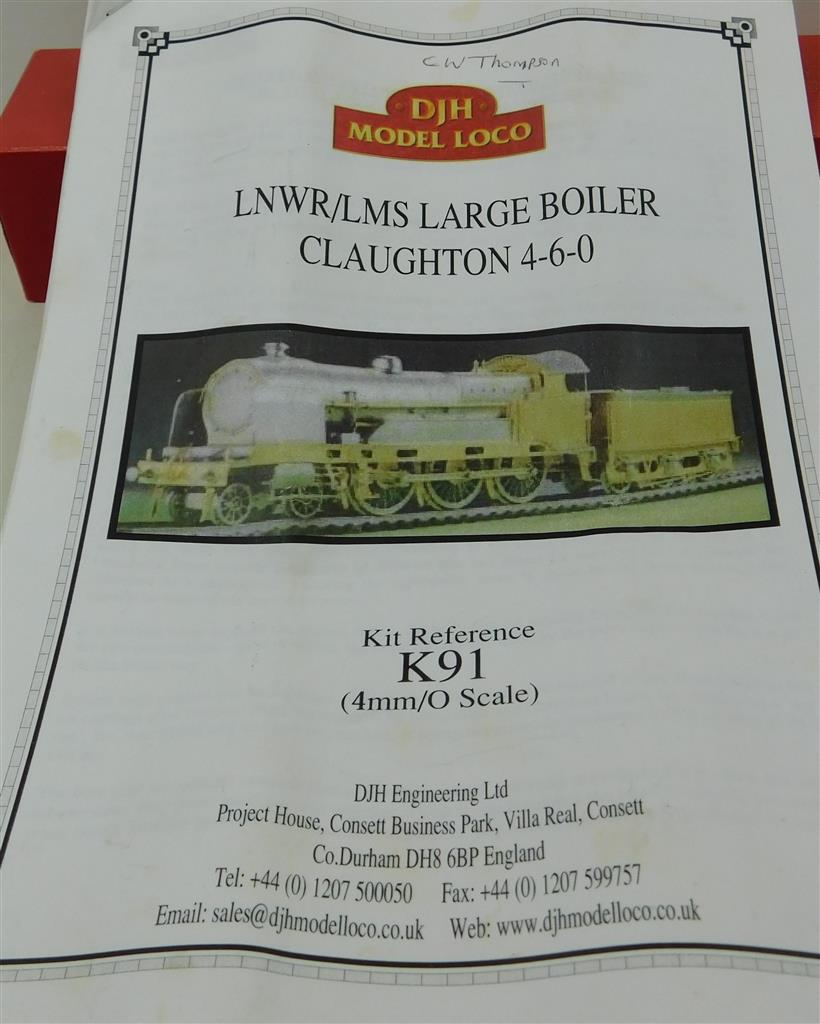 CW Thompson
DJH
MODEL LOCO
LNWR/LMS LARGE BOILER
CLAUGHTON 4-6-0
Kit Reference
K91
(4mm/O Scale)
DJH Engineering Ltd
Project House, Consett Business Park, Villa Real, Consett
Co.Durham DH8 6BP England
Tel: +44 (0) 1207 500050 Fax: +44 (0) 1207 599757
Email: sales@djhmodelloco.co.uk Web: www.djhmodelloco.co.uk